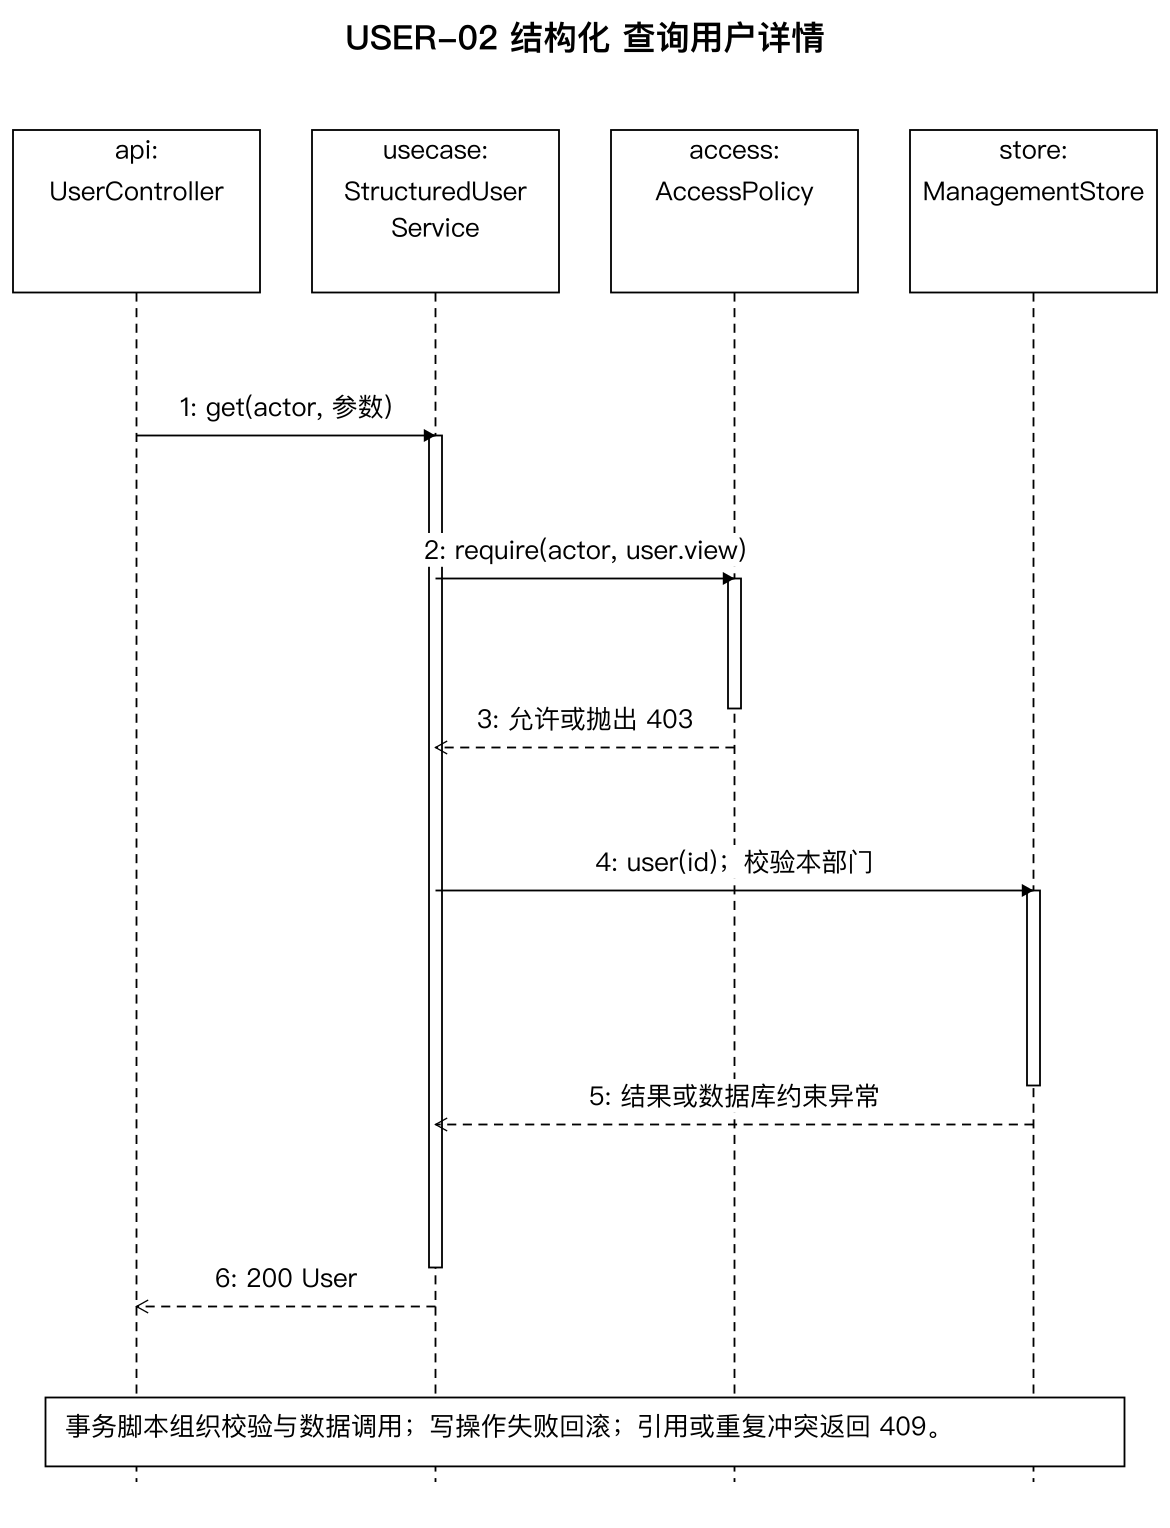 USER-02 结构化 查询用户详情
api:
UserController
usecase:
StructuredUser
Service
access:
AccessPolicy
store:
ManagementStore
1: get(actor, 参数)
2: require(actor, user.view)
3: 允许或抛出 403
4: user(id)；校验本部门
5: 结果或数据库约束异常
6: 200 User
事务脚本组织校验与数据调用；写操作失败回滚；引用或重复冲突返回 409。